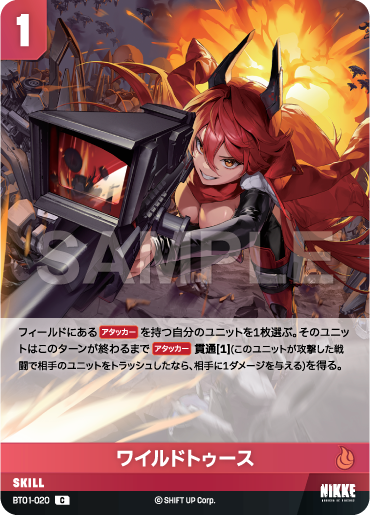 1
SAMPLE
フィールドにある アタッカー を持つ自分のユニットを1枚選ぶ。そのユニッ
トはこのターンが終わるまで アタッカー 貫通[1](このユニットが攻撃した戦
闘で相手のユニットをトラッシュしたなら、相手に1ダメージを与える)を得る。
ワイルドトゥース
SKILL
NIKKE
BT01-020 C
© SHIFT UP Corp.